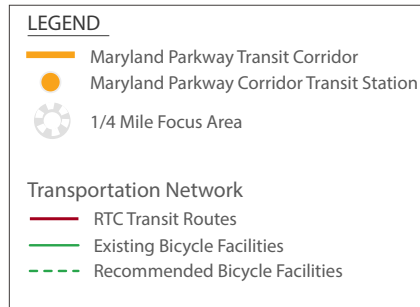 LEGEND
Maryland Parkway Transit Corridor
Maryland Parkway Corridor Transit Station
1/4 Mile Focus Area
Transportation Network
RTC Transit Routes
Existing Bicycle Facilities
Recommended Bicycle Facilities